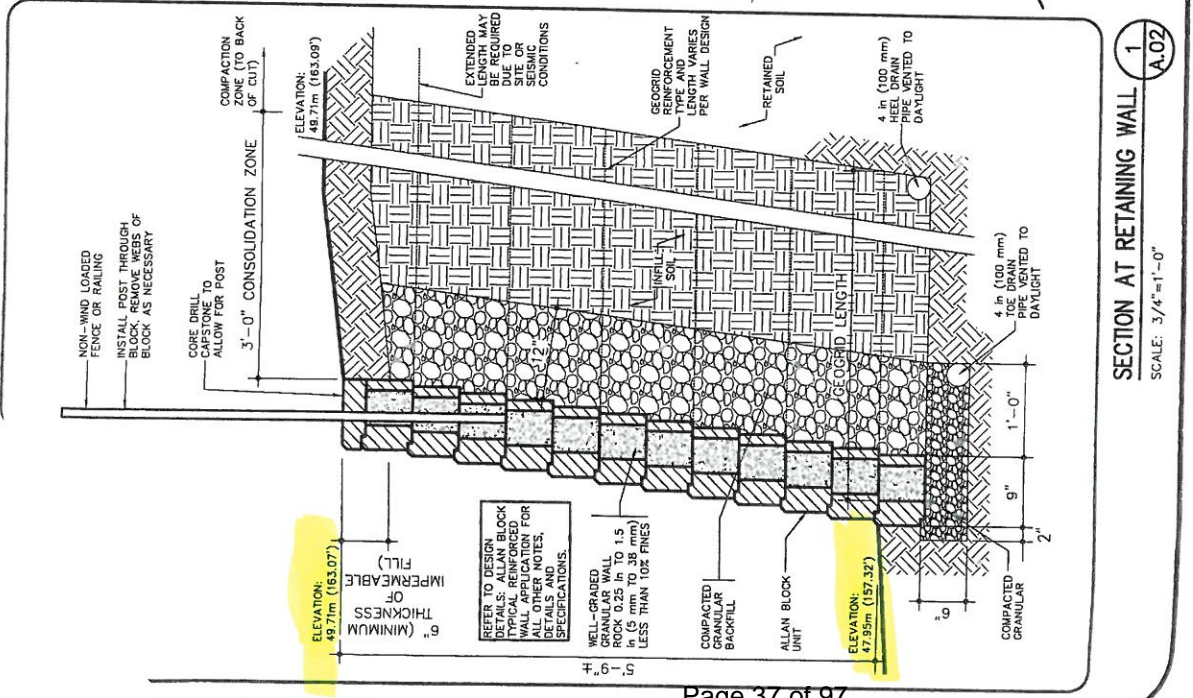 NON-WIND LOADED
FENCE OR RAILING
INSTALL POST THROUGH
BLOCK, REMOVE WEBS OF
BLOCK AS NECESSARY
CORE DRILL
CAPSTONE TO
ALLOW FOR POST
3'-0" CONSOLIDATION ZONE
COMPACTION
ZONE (TO BACK
OF CUT)
ELEVATION:
49.71m (163.09')
EXTENDED
LENGTH MAY
BE REQUIRED
DUE TO
SITE OR
SEISMIC
CONDITIONS
GEOGRID
REINFORCEMENT
TYPE AND
LENGTH VARIES
PER WALL DESIGN
RETAINED
SOIL
4 in (100 mm)
HEEL DRAIN
PIPE VENTED TO
DAYLIGHT
ELEVATION:
49.71m (163.07')
6" (MINIMUM
THICKNESS
OF
IMPERMEABLE
FILL)
12"
INFILL
SOIL
GEOGRID LENGTH
REFER TO DESIGN
DETAILS: ALLAN BLOCK
TYPICAL REINFORCED
WALL APPLICATION FOR
ALL OTHER NOTES,
DETAILS AND
SPECIFICATIONS.
WELL-GRADED
GRANULAR WALL
ROCK 0.25 in TO 1.5
in (5 mm TO 38 mm)
LESS THAN 10% FINES
COMPACTED
GRANULAR
BACKFILL
ALLAN BLOCK
UNIT
ELEVATION:
47.95m (157.32')
5'-9"±
6"
COMPACTED
GRANULAR
2"
9"
1'-0"
4 in (100 mm)
TOE DRAIN
PIPE VENTED TO
DAYLIGHT
SECTION AT RETAINING WALL
SCALE: 3/4"=1'-0"
1
A.02
Page 37 of 97